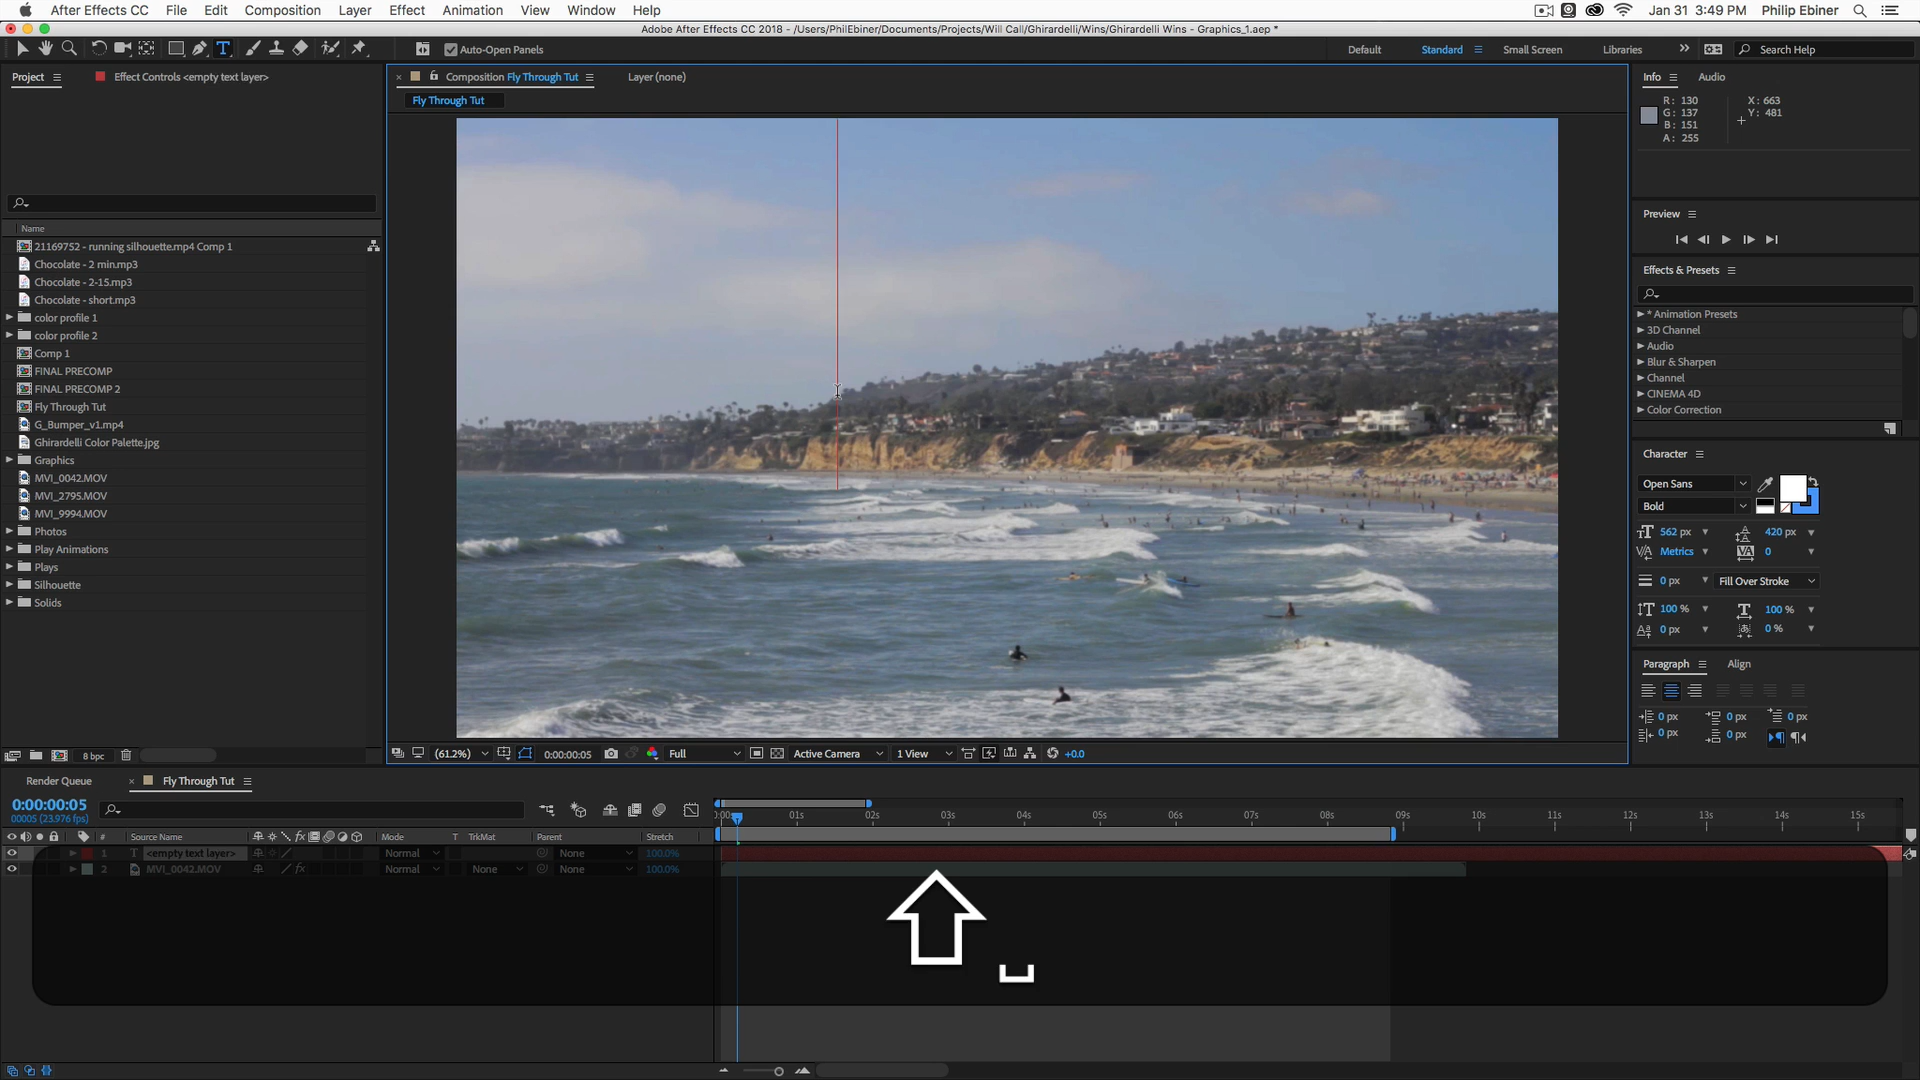 After Effects CC File Edit Composition Layer Effect Animation View Window Help Jan 31 3:49 PM Philip Ebiner
Adobe After Effects CC 2018 - /Users/PhilEbiner/Documents/Projects/Will Call/Ghirardelli/Wins/Ghirardelli Wins - Graphics_1.aep *
Auto-Open Panels Default Standard Small Screen Libraries Search Help
Project Effect Controls <empty text layer> Composition Fly Through Tut Layer (none) Info Audio
Fly Through Tut
R: 130 X: 663
G: 137 Y: 481
B: 151
A: 255
Preview
Effects & Presets
Name
21169752 - running silhouette.mp4 Comp 1
Chocolate - 2 min.mp3
Chocolate - 2-15.mp3
Chocolate - short.mp3
color profile 1
color profile 2
Comp 1
FINAL PRECOMP
FINAL PRECOMP 2
Fly Through Tut
G_Bumper_v1.mp4
Ghirardelli Color Palette.jpg
Graphics
MVI_0042.MOV
MVI_2795.MOV
MVI_9994.MOV
Photos
Play Animations
Plays
Silhouette
Solids
* Animation Presets
3D Channel
Audio
Blur & Sharpen
Channel
CINEMA 4D
Color Correction
Character
Open Sans
Bold
562 px 420 px
Metrics 0
0 px Fill Over Stroke
100 % 100 %
0 px 0 %
Paragraph Align
0 px 0 px 0 px
0 px 0 px
8 bpc (61.2%) 0:00:00:05 Full Active Camera 1 View +0.0
Render Queue Fly Through Tut
0:00:00:05
00005 (23.976 fps)
01s 02s 03s 04s 05s 06s 07s 08s 09s 10s 11s 12s 13s 14s 15s
# Source Name Mode T TrkMat Parent Stretch
1 T <empty text layer> Normal None 100.0%
2 MVI_0042.MOV Normal None None 100.0%